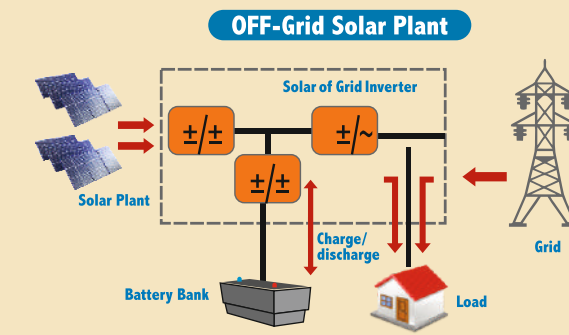 OFF-Grid Solar Plant
Solar of Grid Inverter
±/±
±/~
±/±
Solar Plant
Charge/
discharge
Grid
Battery Bank
Load